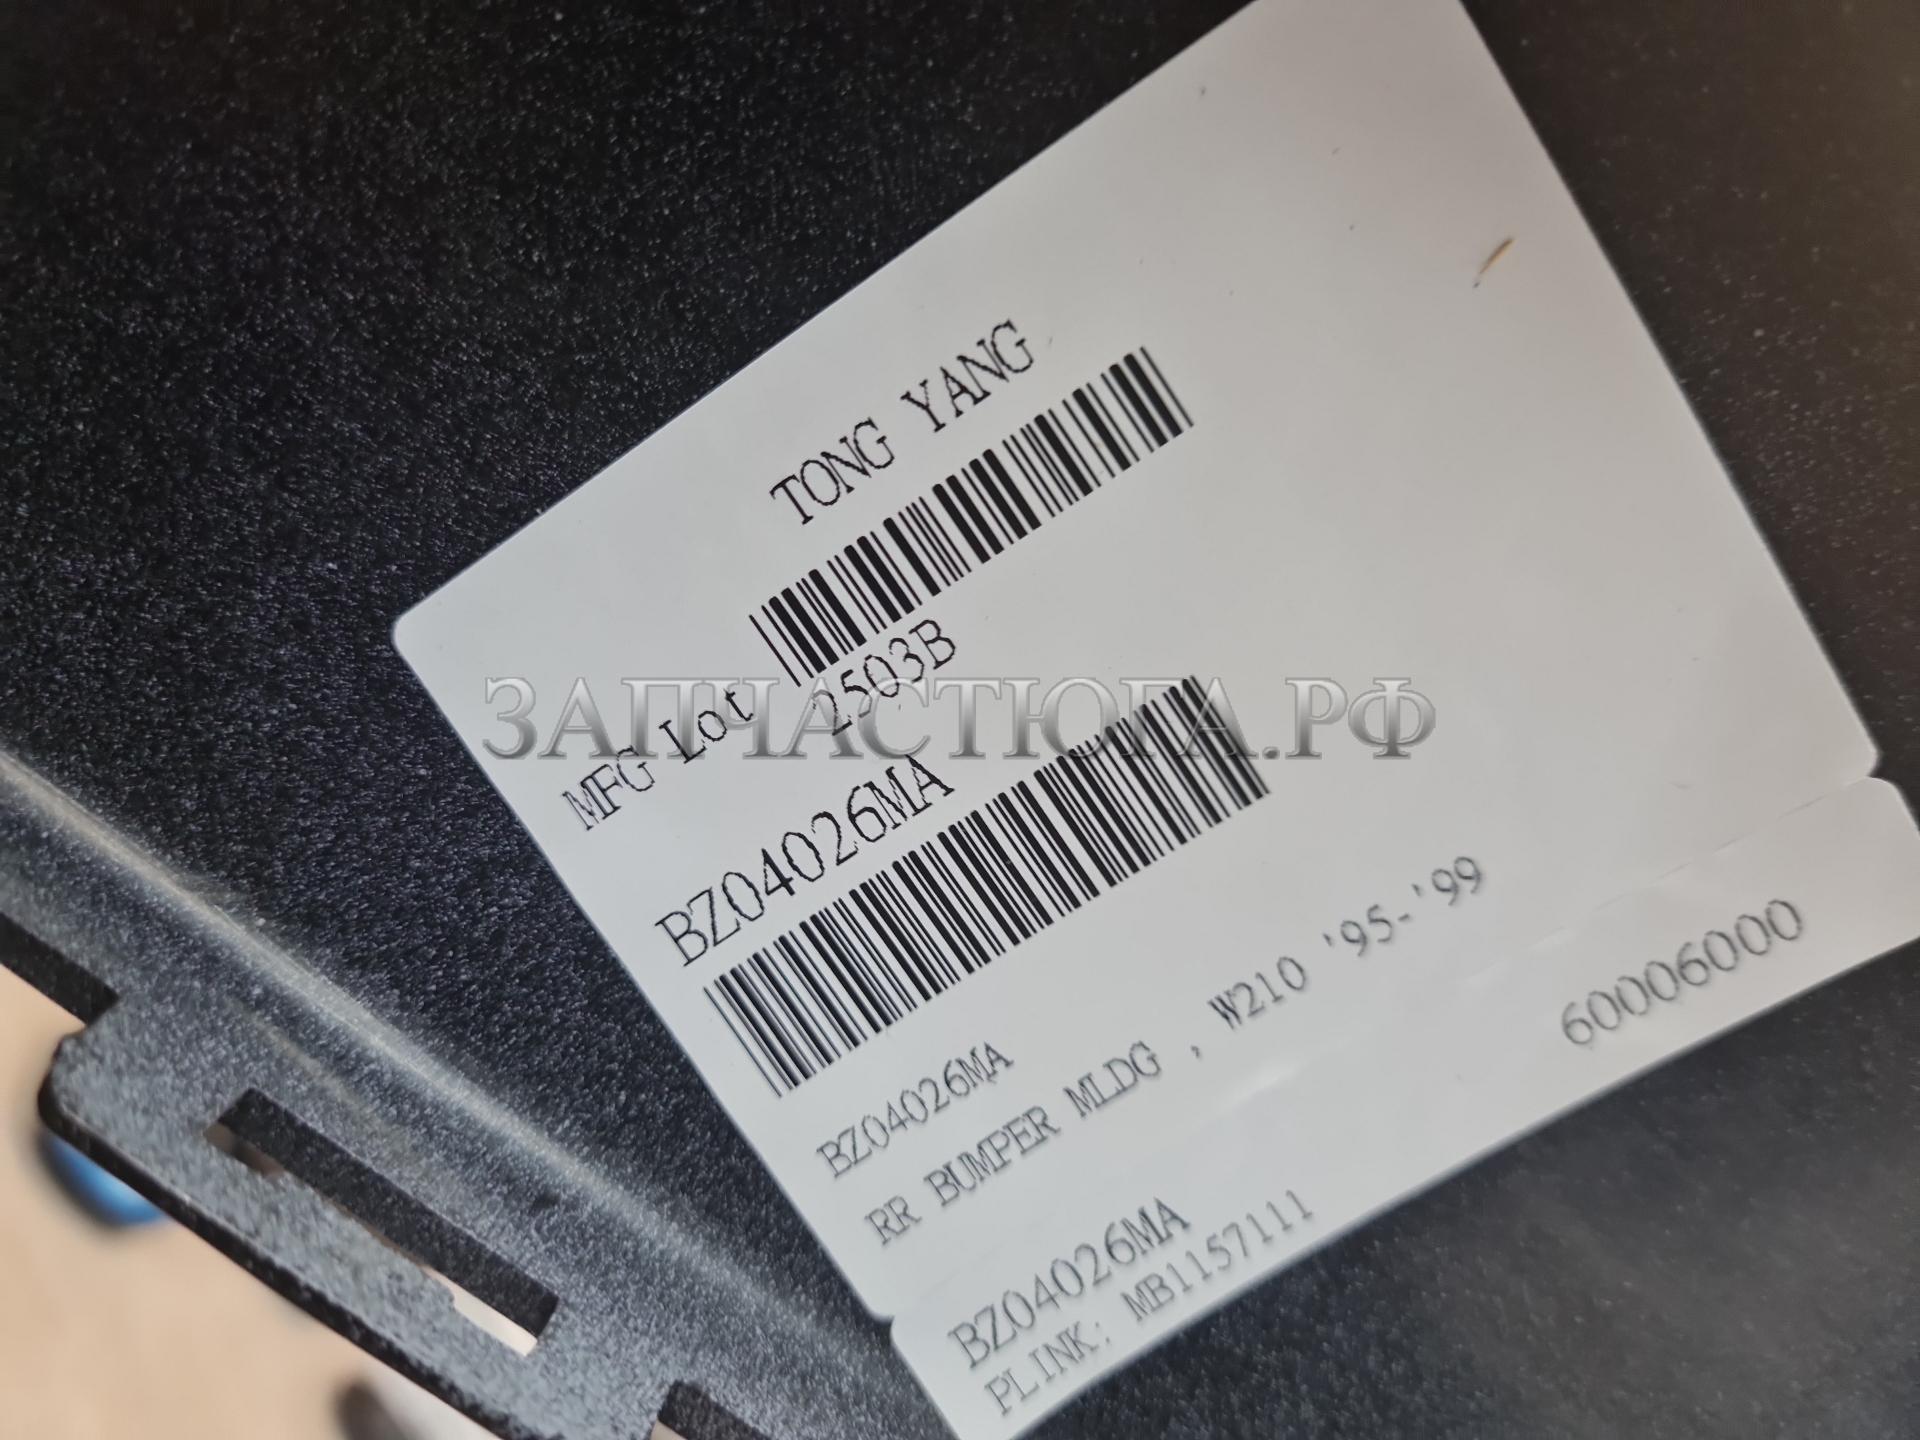 TONG YANG
MFG Lot 2503B
BZ04026MA
BZ04026MA
RR BUMPER MLDG , W210 '95-'99
BZ04026MA
60006000
PLINK: MB1157111
ЗАПЧАСТЮГА.РФ